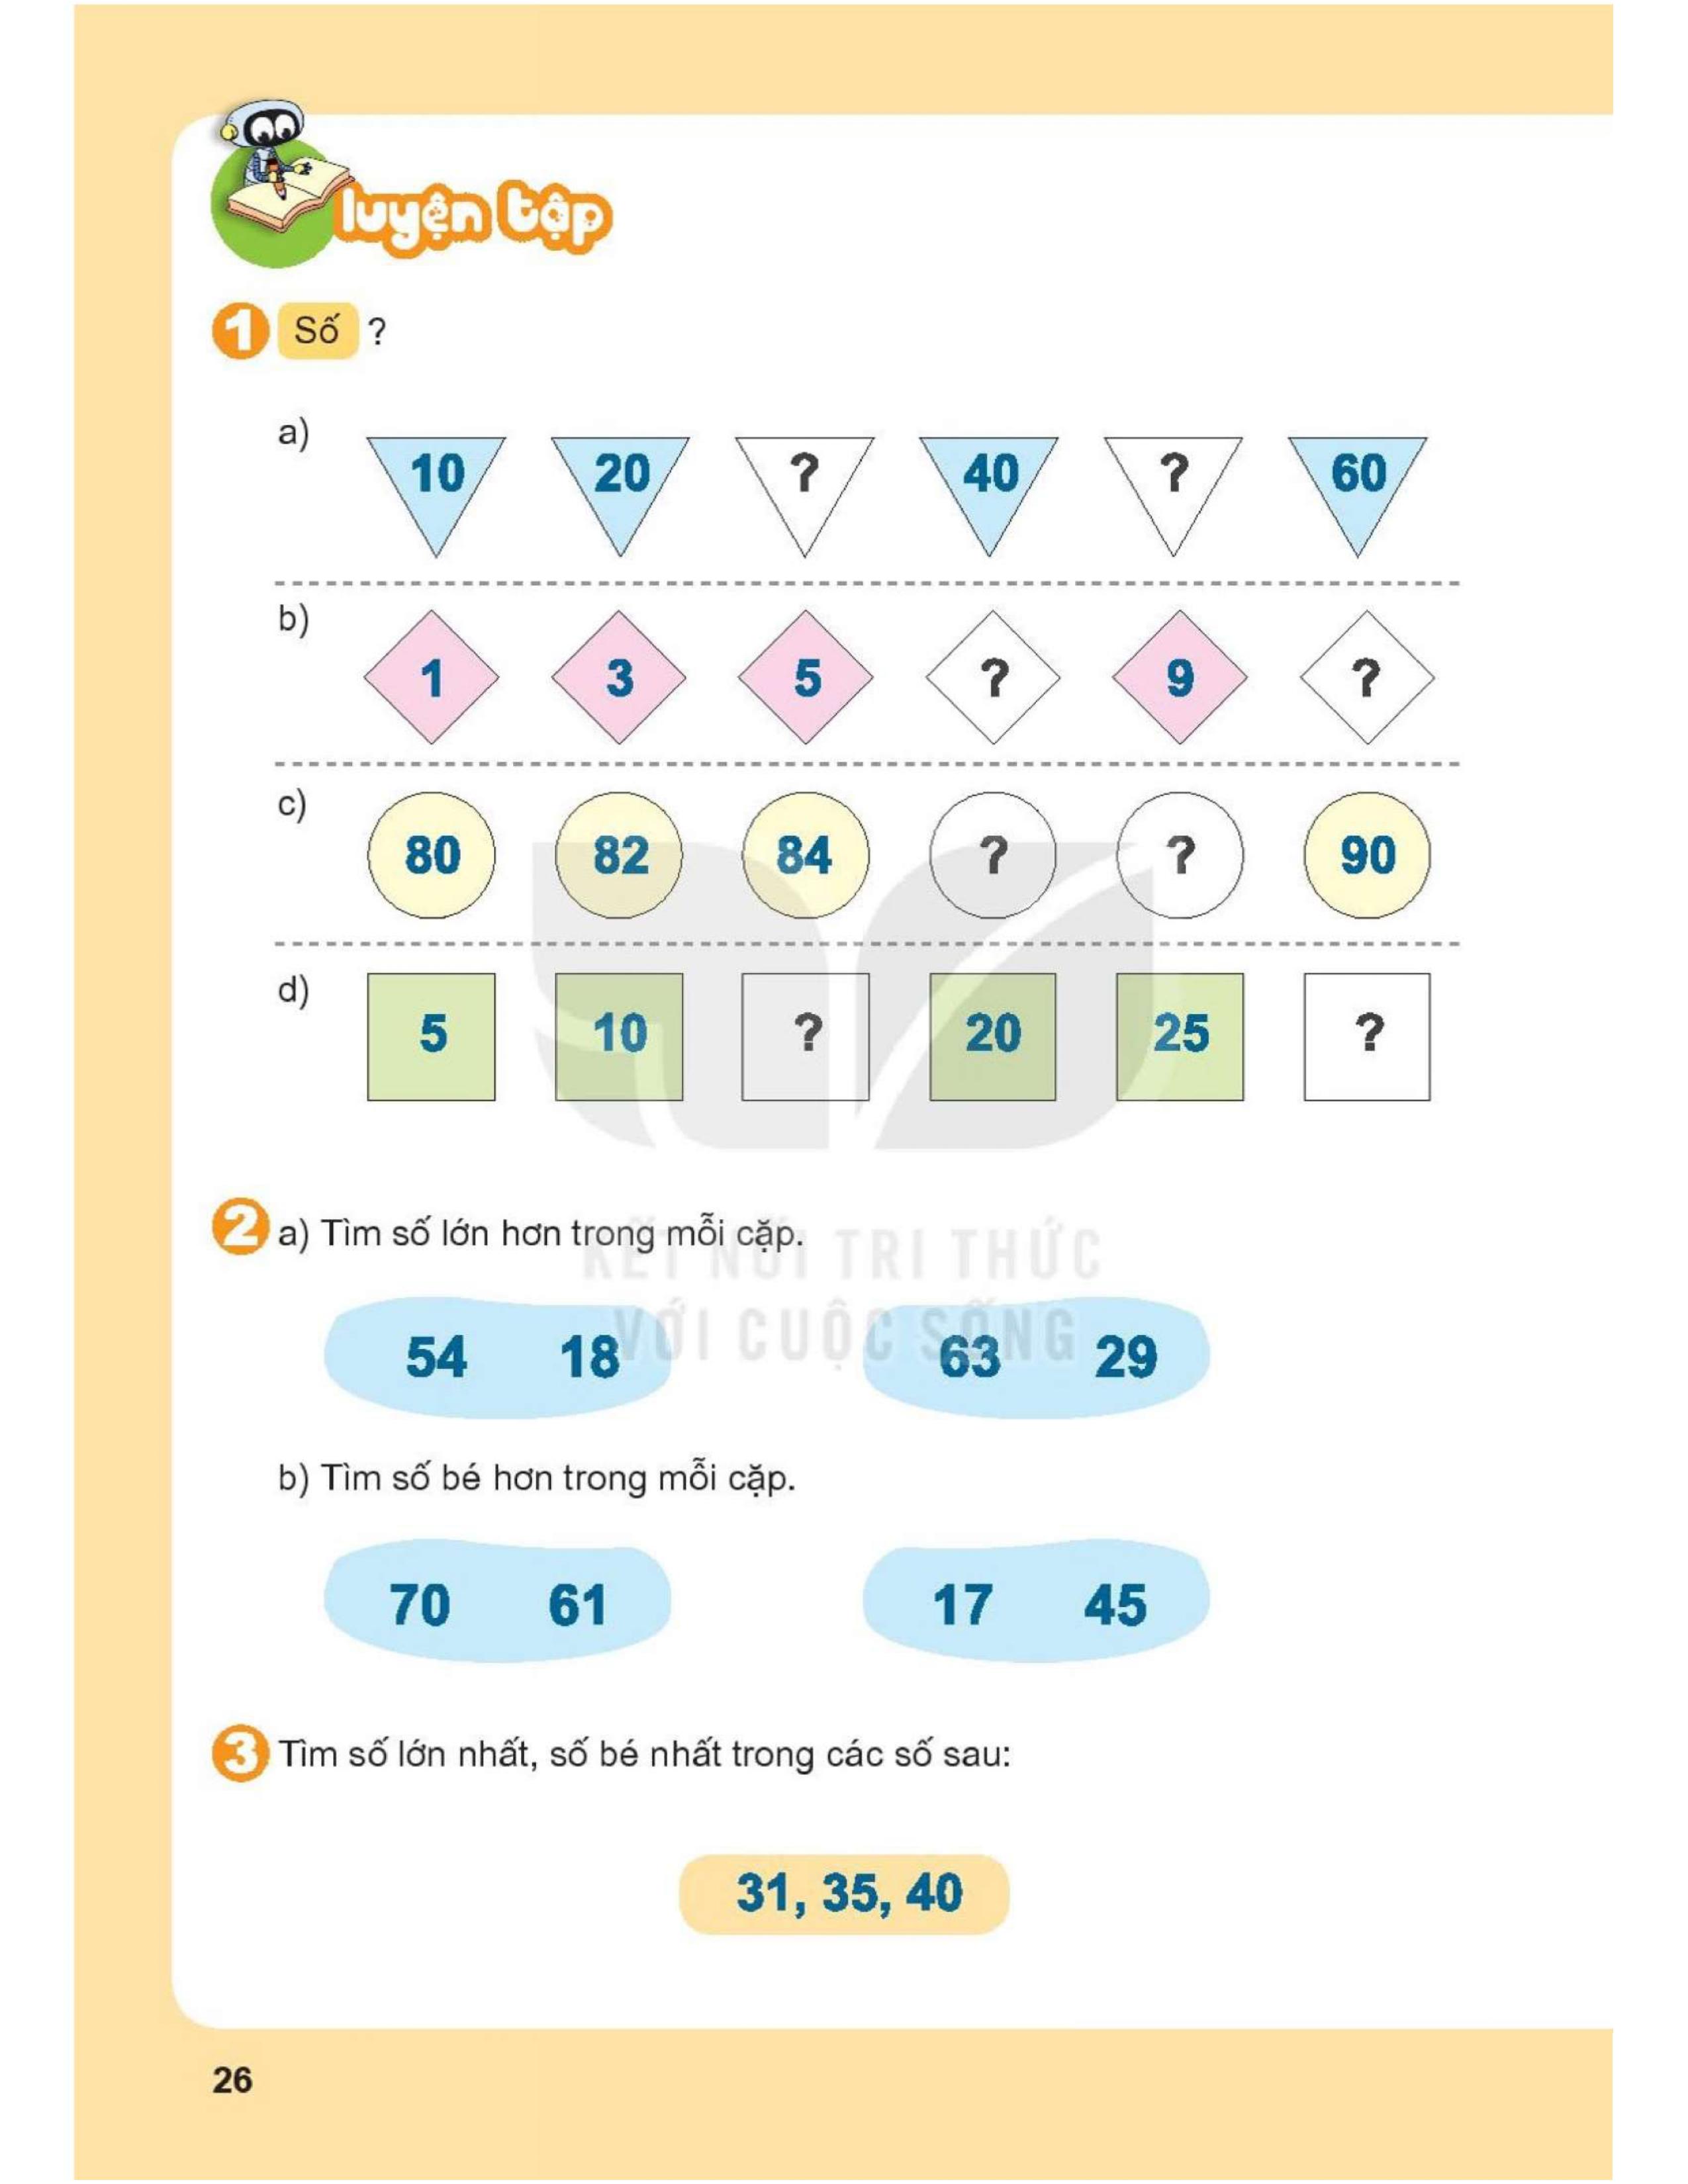 luyện tập
1 Số ?
a) 10 20 ? 40 ? 60
b) 1 3 5 ? 9 ?
c) 80 82 84 ? ? 90
d) 5 10 ? 20 25 ?
2 a) Tìm số lớn hơn trong mỗi cặp.
KẾT NỐI TRI THỨC
VỚI CUỘC SỐNG
54 18 63 29
b) Tìm số bé hơn trong mỗi cặp.
70 61 17 45
3 Tìm số lớn nhất, số bé nhất trong các số sau:
31, 35, 40
26